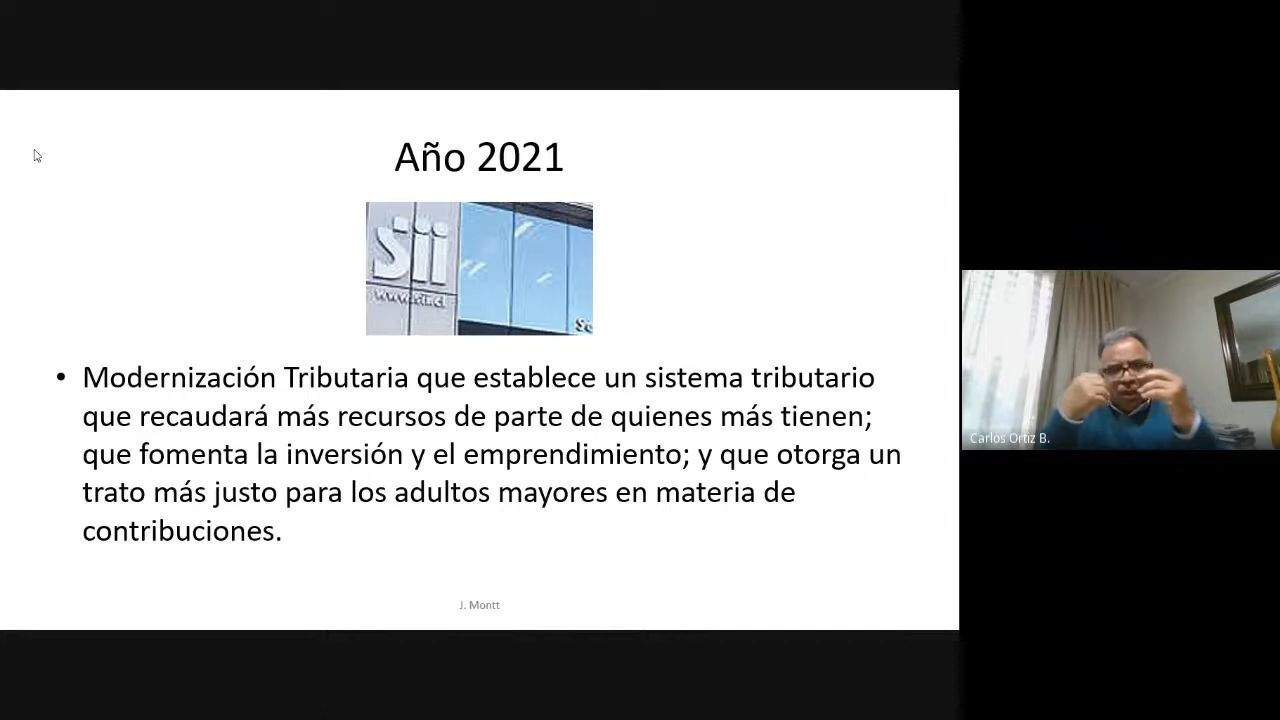 Año 2021
sii
www.sii.cl
• Modernización Tributaria que establece un sistema tributario
que recaudará más recursos de parte de quienes más tienen;
que fomenta la inversión y el emprendimiento; y que otorga un
trato más justo para los adultos mayores en materia de
contribuciones.
J. Montt
Carlos Ortiz B.